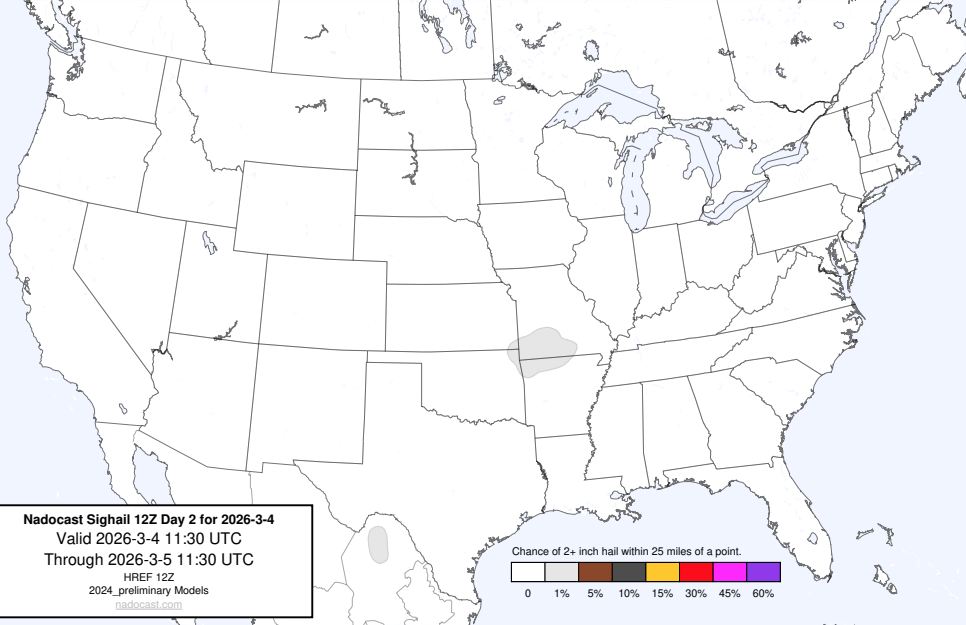 Nadocast Sighail 12Z Day 2 for 2026-3-4
Valid 2026-3-4 11:30 UTC
Through 2026-3-5 11:30 UTC
HREF 12Z
2024_preliminary Models
nadocast.com
Chance of 2+ inch hail within 25 miles of a point.
0 1% 5% 10% 15% 30% 45% 60%